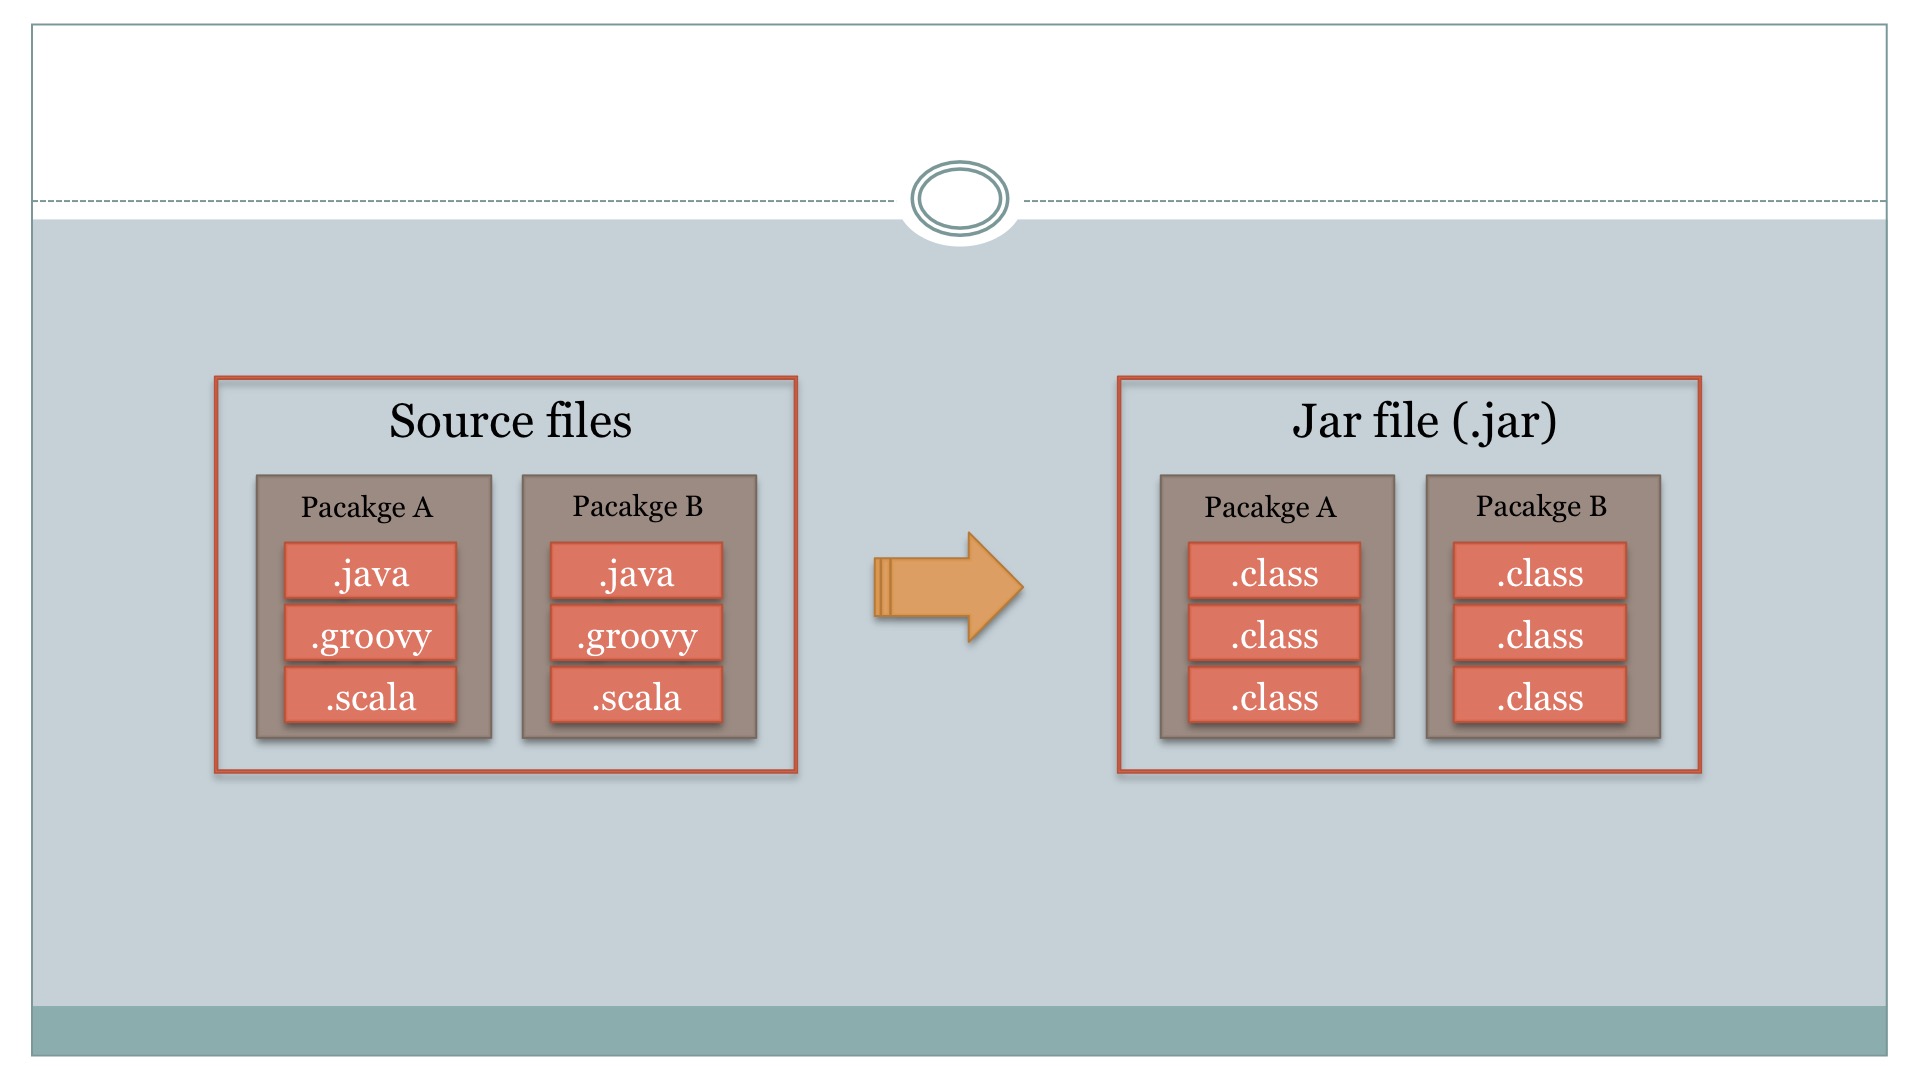 Source files
Pacakge A
.java
.groovy
.scala
Pacakge B
.java
.groovy
.scala
Jar file (.jar)
Pacakge A
.class
.class
.class
Pacakge B
.class
.class
.class